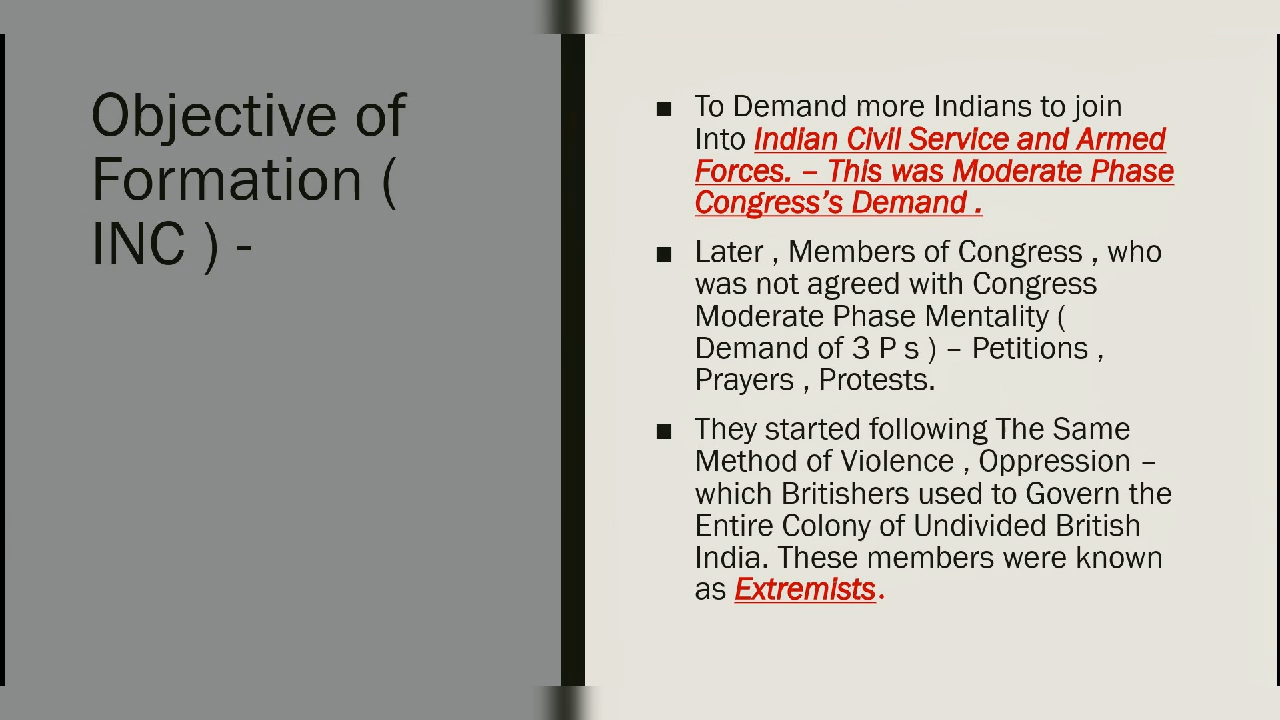 Objective of
Formation (
INC ) -
■ To Demand more Indians to join
Into Indian Civil Service and Armed
Forces. – This was Moderate Phase
Congress’s Demand .
■ Later , Members of Congress , who
was not agreed with Congress
Moderate Phase Mentality (
Demand of 3 P s ) – Petitions ,
Prayers , Protests.
■ They started following The Same
Method of Violence , Oppression –
which Britishers used to Govern the
Entire Colony of Undivided British
India. These members were known
as Extremists.